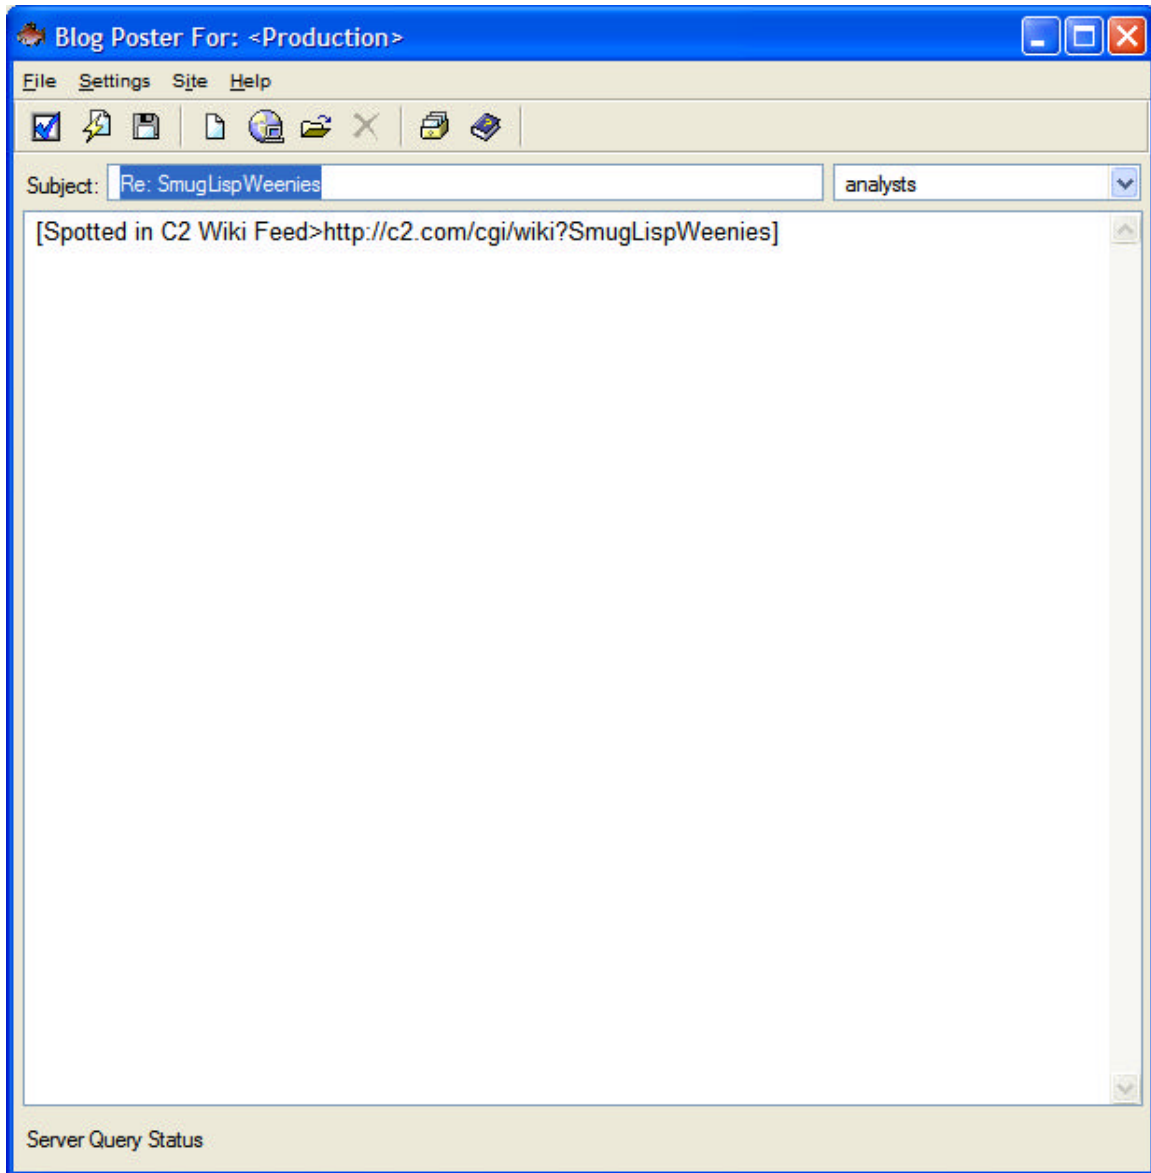 Blog Poster For: <Production>
File Settings Site Help
Subject: Re: SmugLispWeenies analysts
[Spotted in C2 Wiki Feed>http://c2.com/cgi/wiki?SmugLispWeenies]
Server Query Status